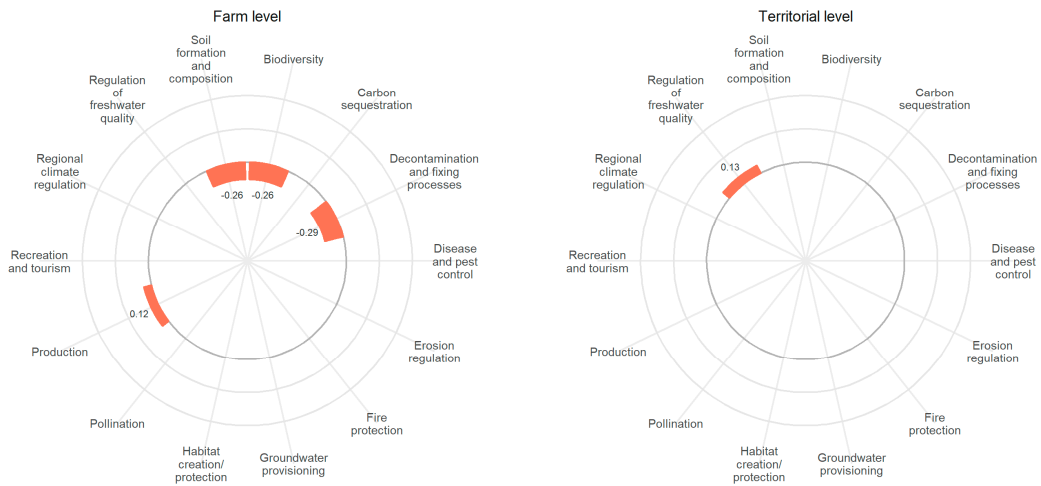 Farm level
Soil
formation
and
composition
Biodiversity
Carbon
sequestration
Decontamination
and fixing
processes
Disease
and pest
control
Erosion
regulation
Fire
protection
Groundwater
provisioning
Habitat
creation/
protection
Pollination
Production
Recreation
and tourism
Regional
climate
regulation
Regulation
of
freshwater
quality
-0.26
-0.26
-0.29
0.12
Territorial level
Soil
formation
and
composition
Biodiversity
Carbon
sequestration
Decontamination
and fixing
processes
Disease
and pest
control
Erosion
regulation
Fire
protection
Groundwater
provisioning
Habitat
creation/
protection
Pollination
Production
Recreation
and tourism
Regional
climate
regulation
Regulation
of
freshwater
quality
0.13